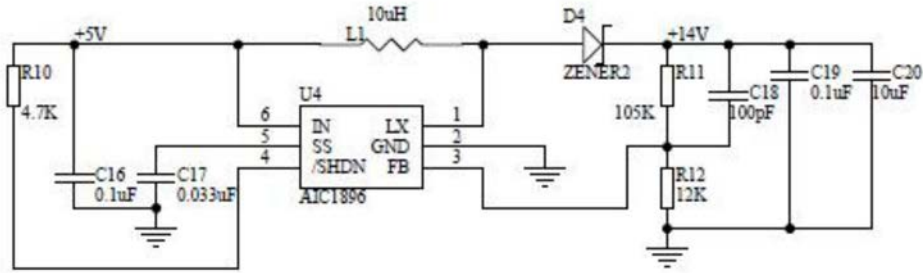 10uH
D4
+5V
L1
+14V
R10
4.7K
ZENER2
R11
105K
C18
100pF
C19
0.1uF
C20
10uF
U4
6
IN
LX
1
5
SS
GND
2
4
/SHDN
FB
3
AIC1896
C16
0.1uF
C17
0.033uF
R12
12K